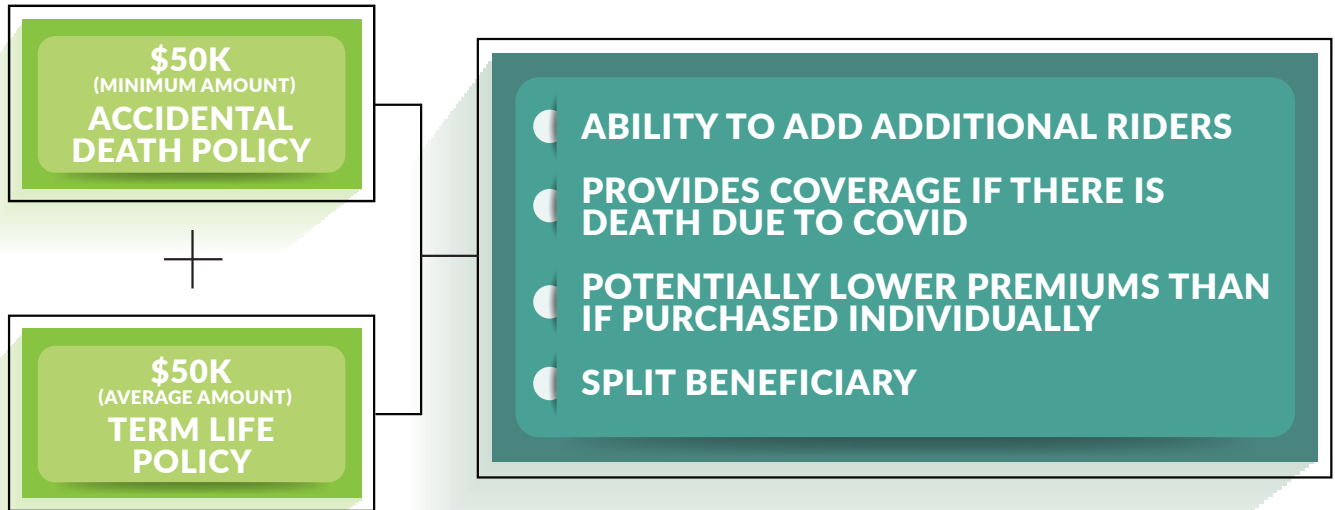 $50K
(MINIMUM AMOUNT)
ACCIDENTAL
DEATH POLICY
$50K
(AVERAGE AMOUNT)
TERM LIFE
POLICY
ABILITY TO ADD ADDITIONAL RIDERS
PROVIDES COVERAGE IF THERE IS
DEATH DUE TO COVID
POTENTIALLY LOWER PREMIUMS THAN
IF PURCHASED INDIVIDUALLY
SPLIT BENEFICIARY